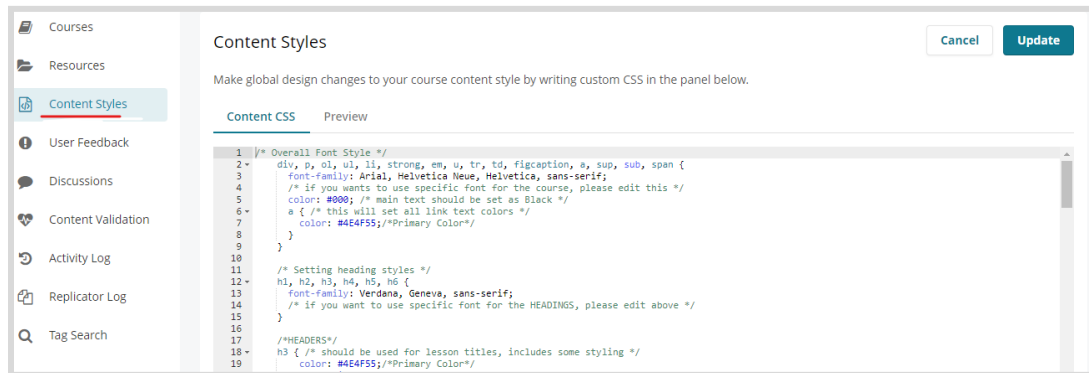 Courses
Resources
Content Styles
User Feedback
Discussions
Content Validation
Activity Log
Replicator Log
Tag Search
Content Styles
Cancel
Update
Make global design changes to your course content style by writing custom CSS in the panel below.
Content CSS
Preview
1 /* Overall Font Style */
2 div, p, ol, ul, li, strong, em, u, tr, td, figcaption, a, sup, sub, span {
3 font-family: Arial, Helvetica Neue, Helvetica, sans-serif;
4 /* if you wants to use specific font for the course, please edit this */
5 color: #000; /* main text should be set as Black */
6 a { /* this will set all link text colors */
7 color: #4E4F55;/*Primary Color*/
8 }
9 }
10
11 /* Setting heading styles */
12 h1, h2, h3, h4, h5, h6 {
13 font-family: Verdana, Geneva, sans-serif;
14 /* if you want to use specific font for the HEADINGS, please edit above */
15 }
16
17 /*HEADERS*/
18 h3 { /* should be used for lesson titles, includes some styling */
19 color: #4E4F55;/*Primary Color*/